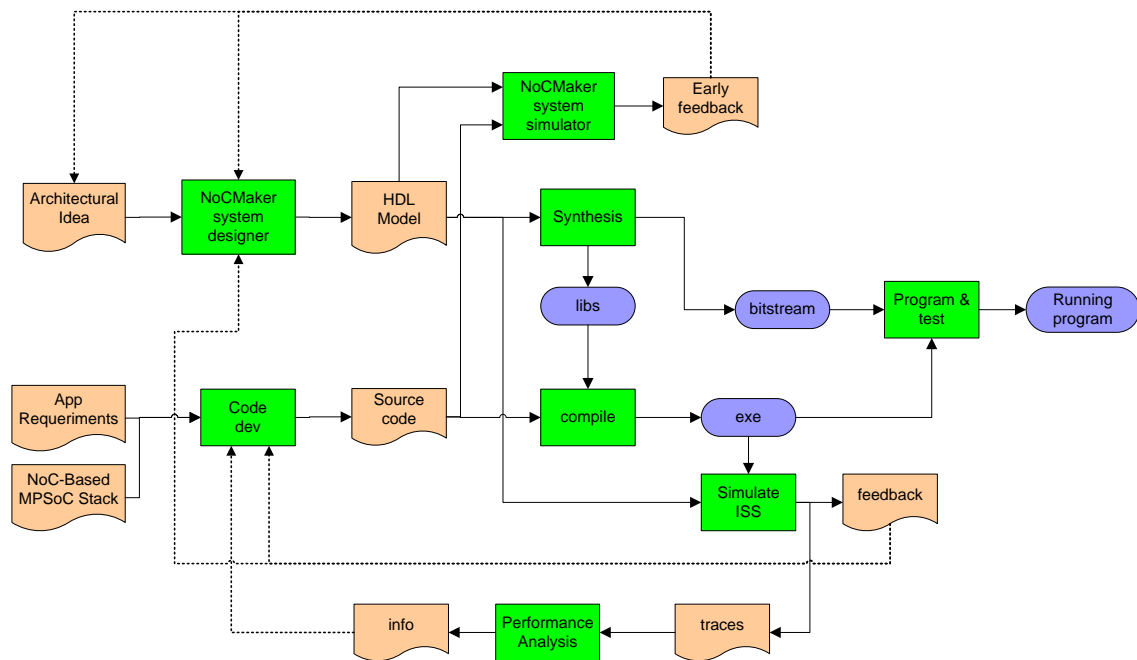 NoCMaker
system
simulator
Early
feedback
Architectural
Idea
NoCMaker
system
designer
HDL
Model
Synthesis
libs
bitstream
Program &
test
Running
program
App
Requeriments
Code
dev
Source
code
compile
exe
NoC-Based
MPSoC Stack
Simulate
ISS
feedback
info
Performance
Analysis
traces